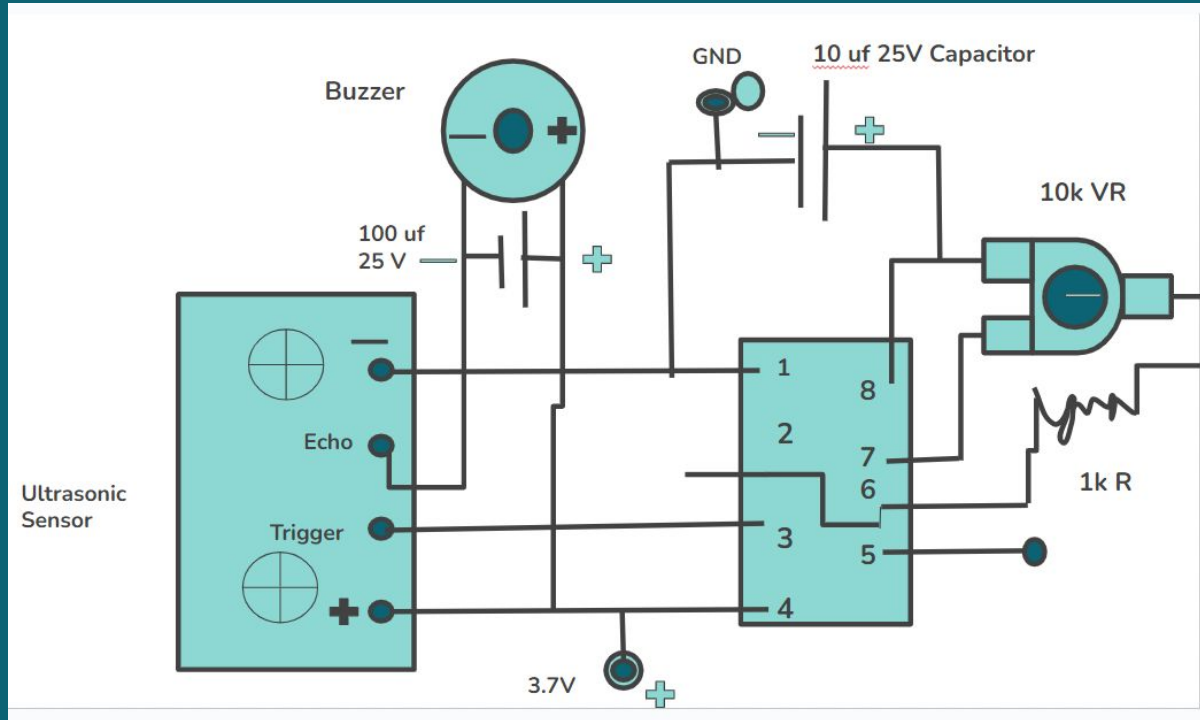 GND
10 uf 25V Capacitor
Buzzer
10k VR
100 uf
25 V
1
8
2
7
6
Echo
1k R
Ultrasonic
Sensor
Trigger
3
5
4
3.7V